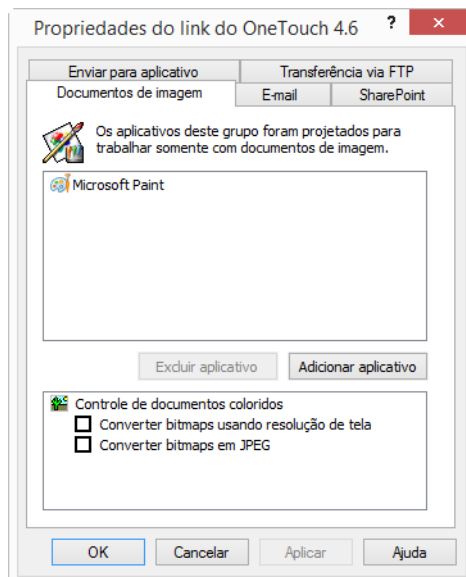 Propriedades do link do OneTouch 4.6 ? ×
Enviar para aplicativo Transferência via FTP
Documentos de imagem E-mail SharePoint
Os aplicativos deste grupo foram projetados para
trabalhar somente com documentos de imagem.
Microsoft Paint
Excluir aplicativo Adicionar aplicativo
Controle de documentos coloridos
Converter bitmaps usando resolução de tela
Converter bitmaps em JPEG
OK Cancelar Aplicar Ajuda